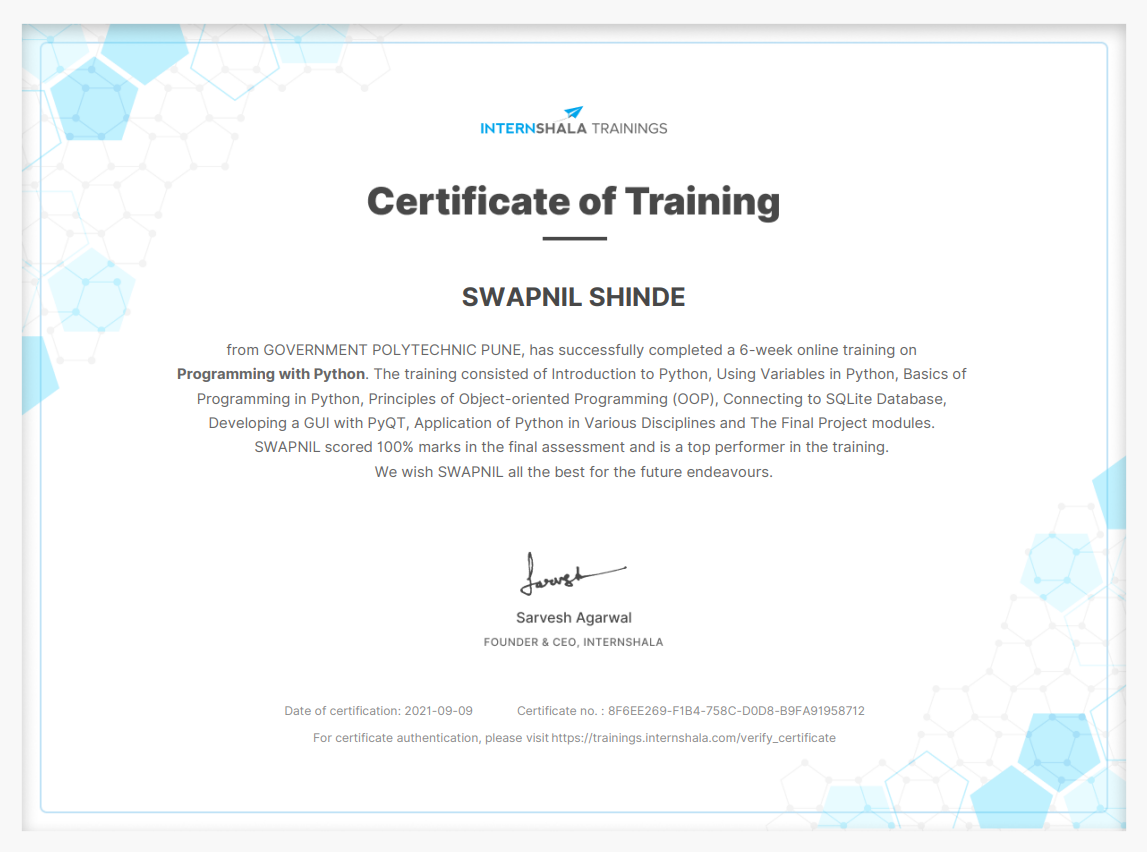 INTERNSHALA TRAININGS
Certificate of Training
SWAPNIL SHINDE
from GOVERNMENT POLYTECHNIC PUNE, has successfully completed a 6-week online training on
Programming with Python. The training consisted of Introduction to Python, Using Variables in Python, Basics of
Programming in Python, Principles of Object-oriented Programming (OOP), Connecting to SQLite Database,
Developing a GUI with PyQT, Application of Python in Various Disciplines and The Final Project modules.
SWAPNIL scored 100% marks in the final assessment and is a top performer in the training.
We wish SWAPNIL all the best for the future endeavours.
Sarvesh
Sarvesh Agarwal
FOUNDER & CEO, INTERNSHALA
Date of certification: 2021-09-09 Certificate no. : 8F6EE269-F1B4-758C-D0D8-B9FA91958712
For certificate authentication, please visit https://trainings.internshala.com/verify_certificate